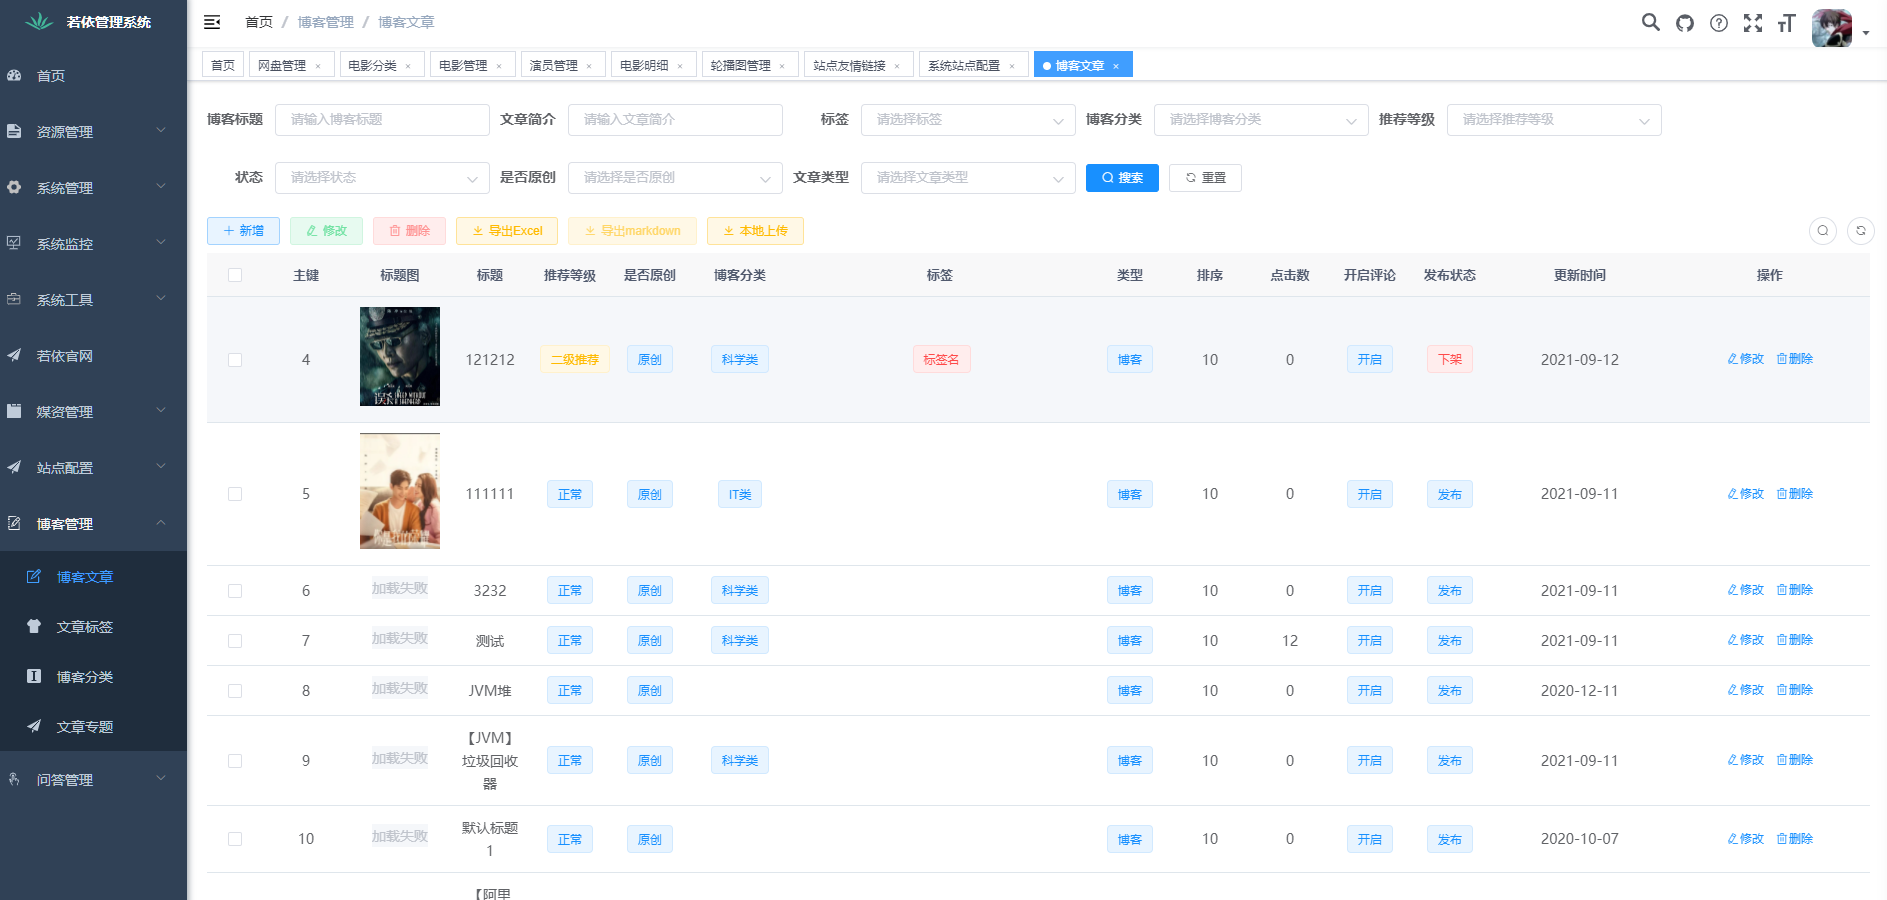 若依管理系统
首页 / 博客管理 / 博客文章
首页
资源管理
系统管理
系统监控
系统工具
若依官网
媒资管理
站点配置
博客管理
博客文章
文章标签
博客分类
文章专题
问答管理
首页 网盘管理 × 电影分类 × 电影管理 × 演员管理 × 电影明细 × 轮播图管理 × 站点友情链接 × 系统站点配置 × 博客文章 ×
博客标题 请输入博客标题 文章简介 请输入文章简介 标签 请选择标签 博客分类 请选择博客分类 推荐等级 请选择推荐等级
状态 请选择状态 是否原创 请选择是否原创 文章类型 请选择文章类型 搜索 重置
新增 修改 删除 导出Excel 导出markdown 本地上传
主键 标题图 标题 推荐等级 是否原创 博客分类 标签 类型 排序 点击数 开启评论 发布状态 更新时间 操作
4 121212 二级推荐 原创 科学类 标签名 博客 10 0 开启 下架 2021-09-12 修改 删除
5 111111 正常 原创 IT类 博客 10 0 开启 发布 2021-09-11 修改 删除
6 加载失败 3232 正常 原创 科学类 博客 10 0 开启 发布 2021-09-11 修改 删除
7 加载失败 测试 正常 原创 科学类 博客 10 12 开启 发布 2021-09-11 修改 删除
8 加载失败 JVM堆 正常 原创 博客 10 0 开启 发布 2020-12-11 修改 删除
9 加载失败 【JVM】垃圾回收器 正常 原创 科学类 博客 10 0 开启 发布 2021-09-11 修改 删除
10 加载失败 默认标题1 正常 原创 博客 10 0 开启 发布 2020-10-07 修改 删除
【阿里